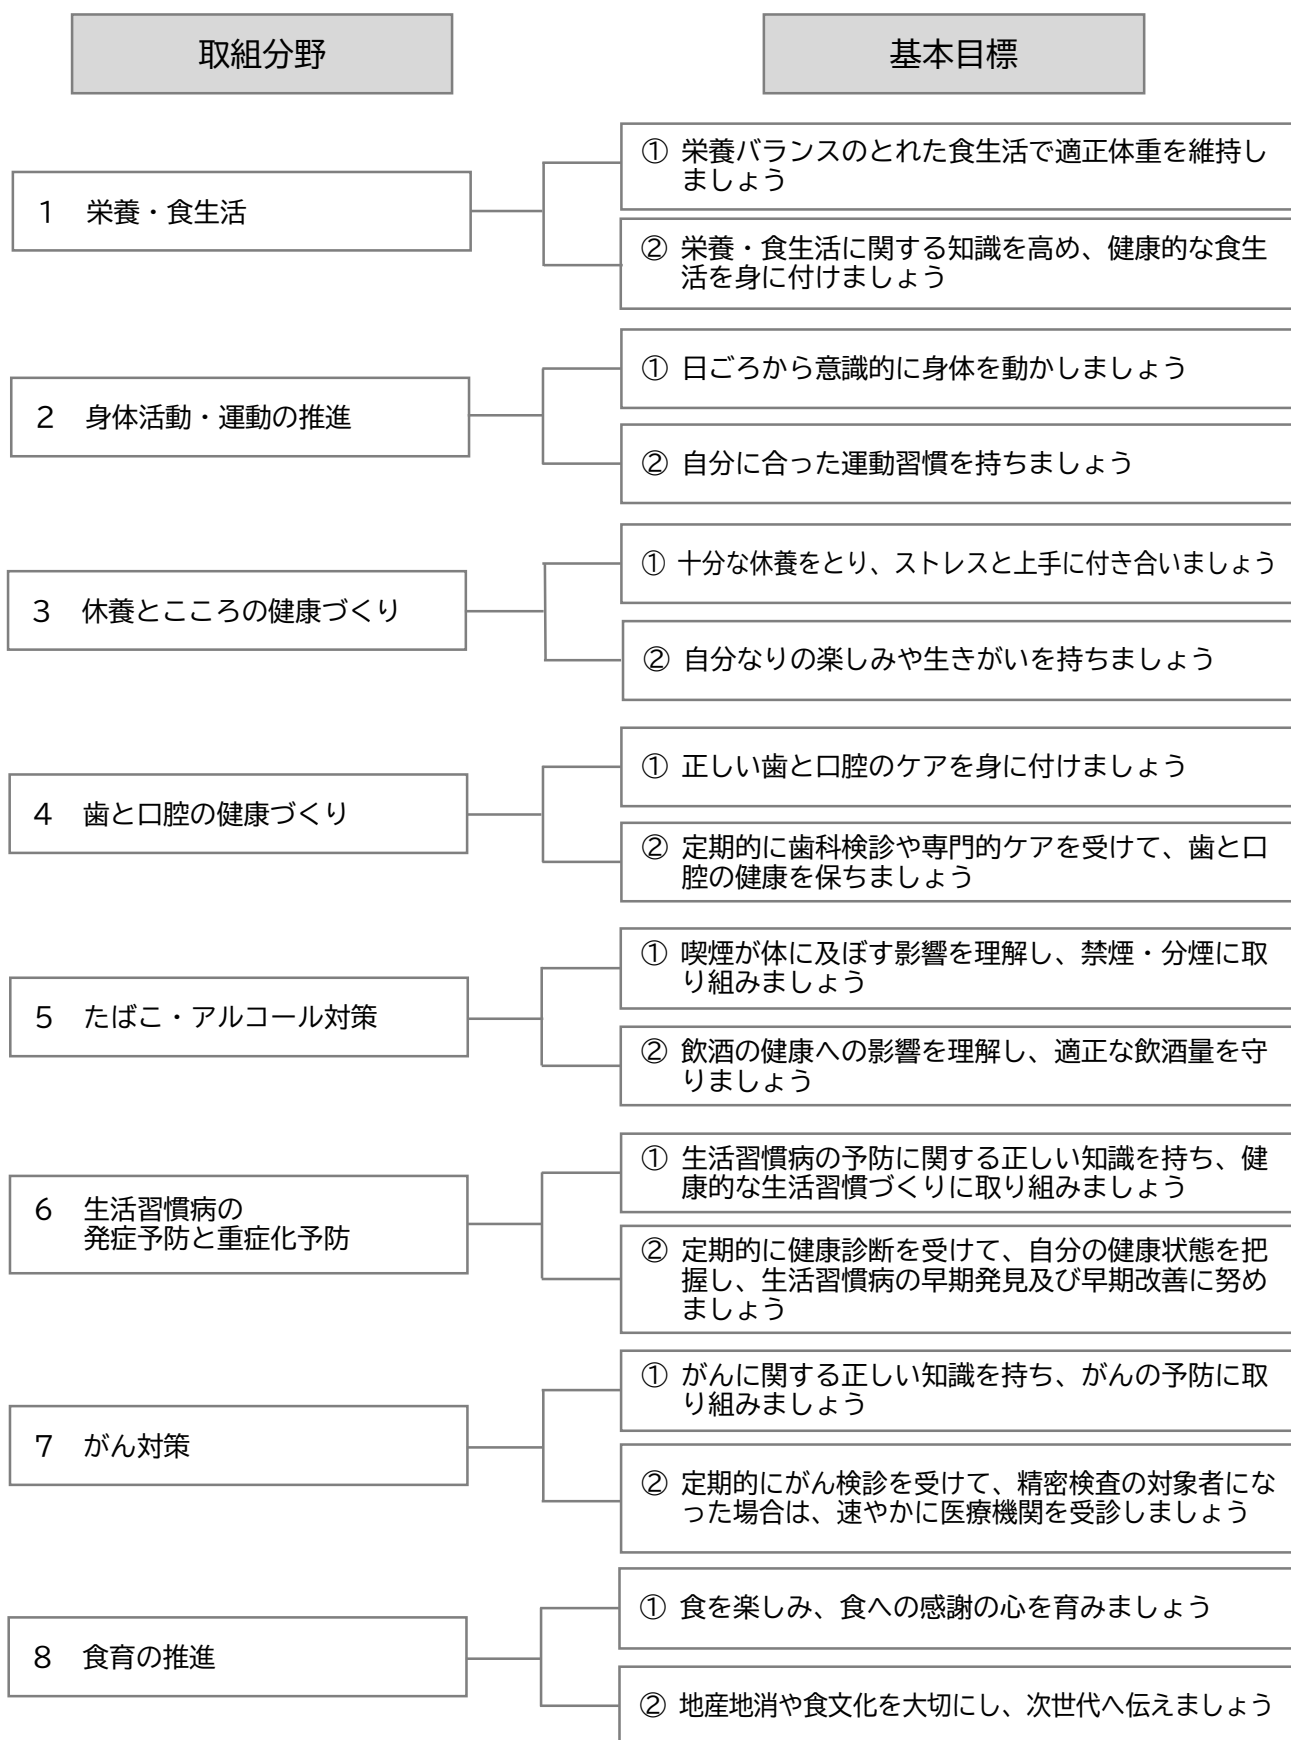 取組分野
基本目標
1 栄養・食生活
① 栄養バランスのとれた食生活で適正体重を維持し
ましょう
② 栄養・食生活に関する知識を高め、健康的な食生
活を身に付けましょう
2 身体活動・運動の推進
① 日ごろから意識的に身体を動かしましょう
② 自分に合った運動習慣を持ちましょう
3 休養とこころの健康づくり
① 十分な休養をとり、ストレスと上手に付き合いましょう
② 自分なりの楽しみや生きがいを持ちましょう
4 歯と口腔の健康づくり
① 正しい歯と口腔のケアを身に付けましょう
② 定期的に歯科検診や専門的ケアを受けて、歯と口
腔の健康を保ちましょう
5 たばこ・アルコール対策
① 喫煙が体に及ぼす影響を理解し、禁煙・分煙に取
り組みましょう
② 飲酒の健康への影響を理解し、適正な飲酒量を守
りましょう
6 生活習慣病の
発症予防と重症化予防
① 生活習慣病の予防に関する正しい知識を持ち、健
康的な生活習慣づくりに取り組みましょう
② 定期的に健康診断を受けて、自分の健康状態を把
握し、生活習慣病の早期発見及び早期改善に努め
ましょう
7 がん対策
① がんに関する正しい知識を持ち、がんの予防に取
り組みましょう
② 定期的にがん検診を受けて、精密検査の対象者にな
った場合は、速やかに医療機関を受診しましょう
8 食育の推進
① 食を楽しみ、食への感謝の心を育みましょう
② 地産地消や食文化を大切にし、次世代へ伝えましょう